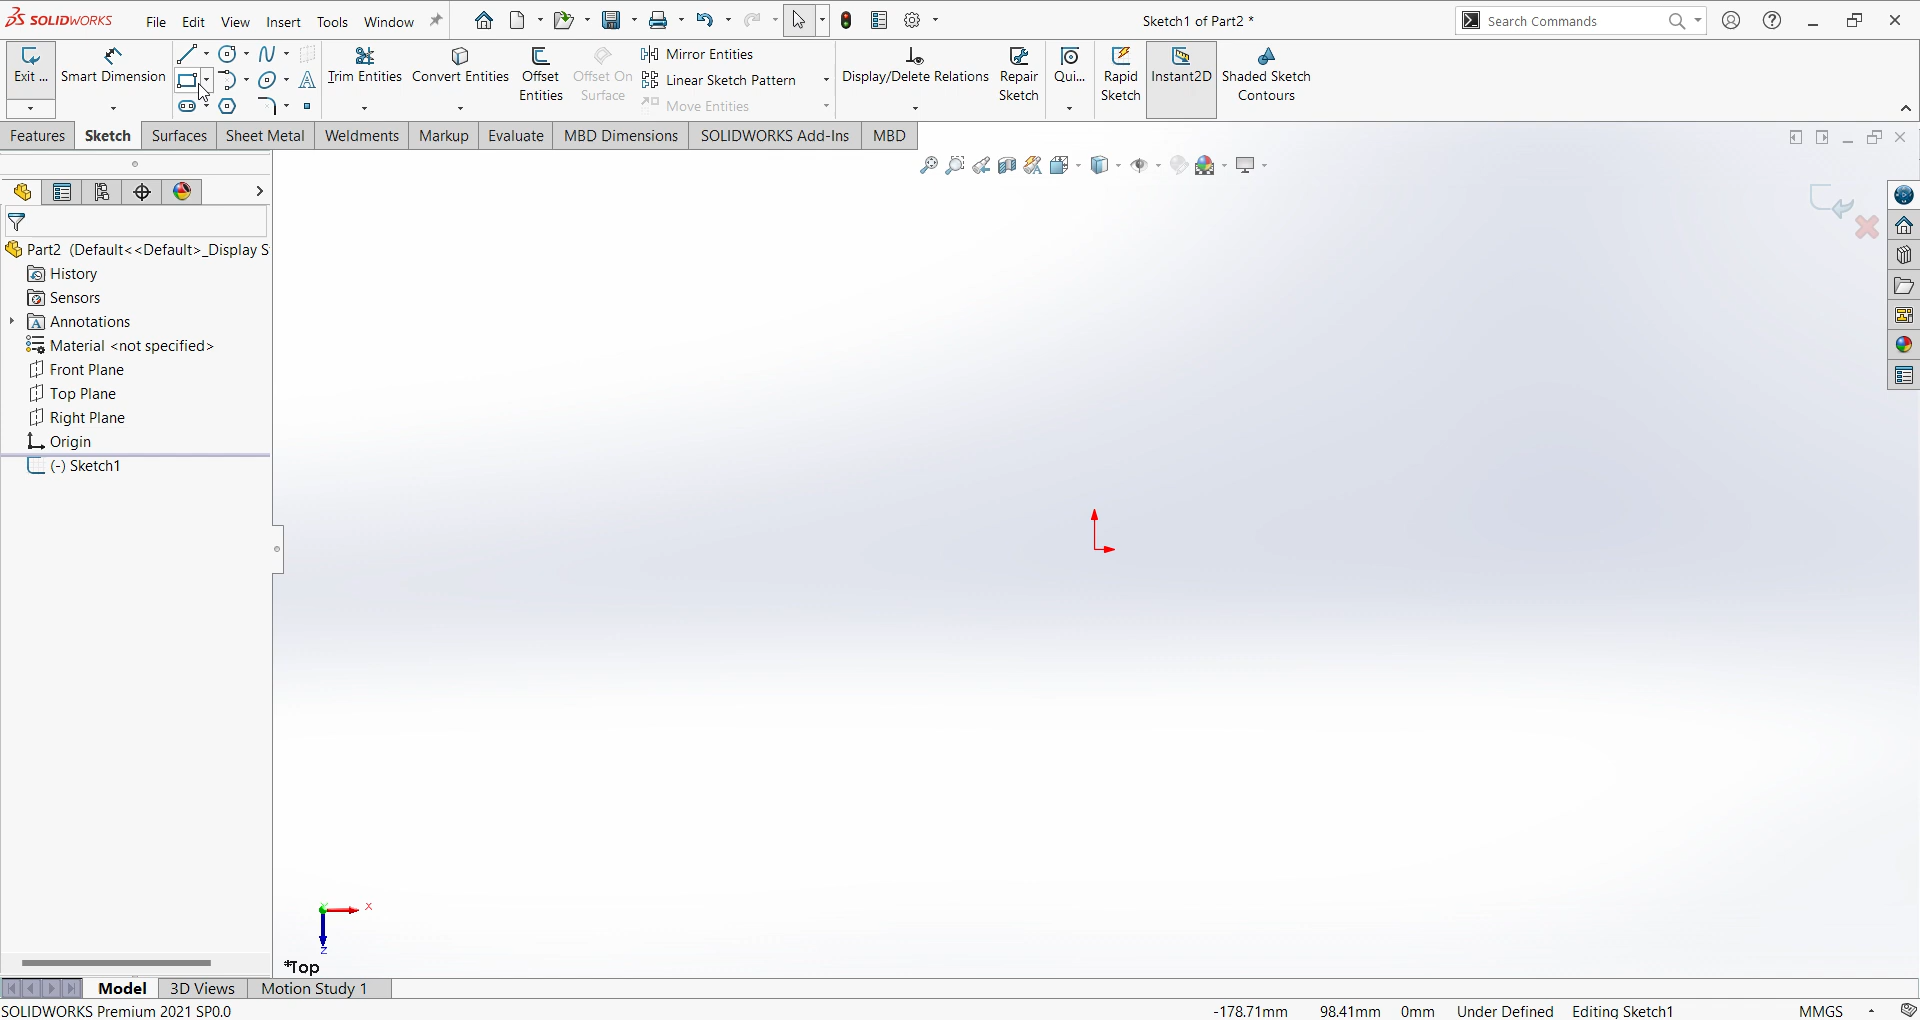 SOLIDWORKS File Edit View Insert Tools Window Sketch1 of Part2 * Search Commands
Exit ... Smart Dimension Trim Entities Convert Entities Offset Entities Offset On Surface Mirror Entities Linear Sketch Pattern Move Entities Display/Delete Relations Repair Sketch Qui... Rapid Sketch Instant2D Shaded Sketch Contours
Features Sketch Surfaces Sheet Metal Weldments Markup Evaluate MBD Dimensions SOLIDWORKS Add-Ins MBD
Part2 (Default<<Default>_Display S
History
Sensors
Annotations
Material <not specified>
Front Plane
Top Plane
Right Plane
Origin
(-) Sketch1
Y X
Z
*Top
Model 3D Views Motion Study 1
SOLIDWORKS Premium 2021 SP0.0 -178.71mm 98.41mm 0mm Under Defined Editing Sketch1 MMGS